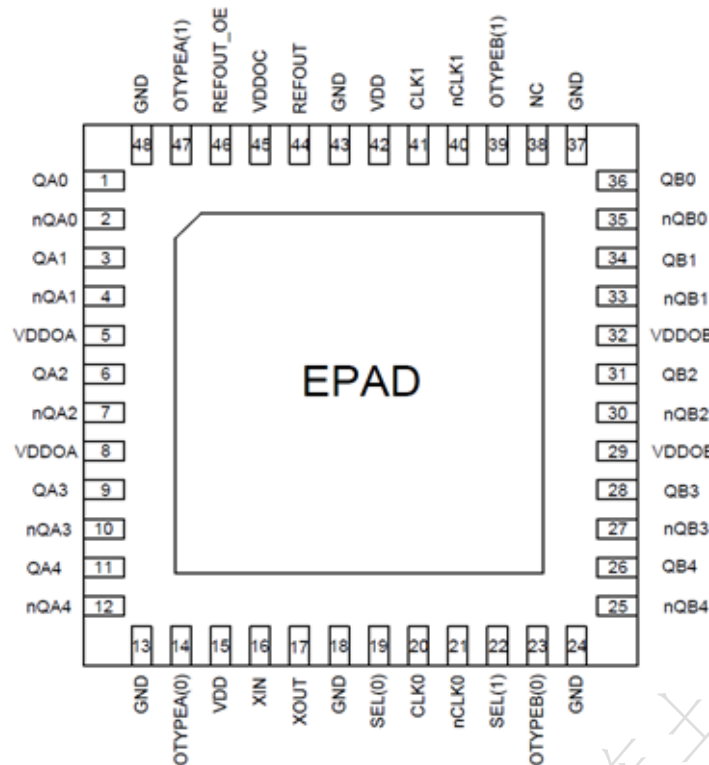 GND OTYPEA(1) REFOUT_OE VDDOC REFOUT GND VDD CLK1 nCLK1 OTYPEB(1) NC GND
48 47 46 45 44 43 42 41 40 39 38 37
QA0 1 36 QB0
nQA0 2 35 nQB0
QA1 3 34 QB1
nQA1 4 33 nQB1
VDDOA 5 32 VDDOB
QA2 6 31 QB2
EPAD
nQA2 7 30 nQB2
VDDOA 8 29 VDDOB
QA3 9 28 QB3
nQA3 10 27 nQB3
QA4 11 26 QB4
nQA4 12 25 nQB4
13 14 15 16 17 18 19 20 21 22 23 24
GND OTYPEA(0) VDD XIN XOUT GND SEL(0) CLK0 nCLK0 SEL(1) OTYPEB(0) GND